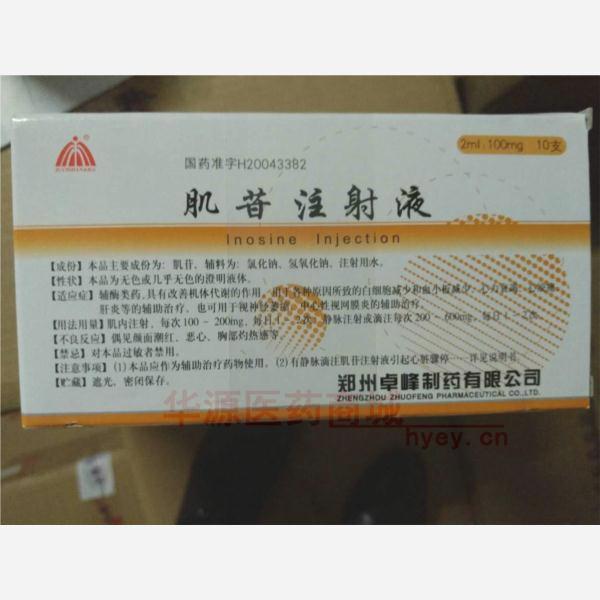 2ml:100mg 10支
国药准字H20043382
肌苷注射液
Inosine Injection
【成份】本品主要成份为：肌苷，辅料为：氯化钠、氢氧化钠、注射用水。
【性状】本品为无色或几乎无色的澄明液体。
【适应症】辅酶类药，具有改善机体代谢的作用。用于各种原因所致的白细胞减少和血小板减少，心力衰竭、心绞痛、
肝炎等的辅助治疗，也可用于视神经萎缩、中心性视网膜炎的辅助治疗。
【用法用量】肌内注射，每次100－200mg，每日1－2次。静脉注射或滴注每次200－600mg，每日1－2次。
【不良反应】偶见颜面潮红、恶心、胸部灼热感等。
【禁忌】对本品过敏者禁用。
【注意事项】(1)本品应作为辅助治疗药物使用。(2)有静脉滴注肌苷注射液引起心脏骤停……详见说明书。
【贮藏】遮光，密闭保存。
郑州卓峰制药有限公司
ZHENGZHOU ZHUOFENG PHARMACEUTICAL CO.,LTD.
华源医药商城
hyey.cn